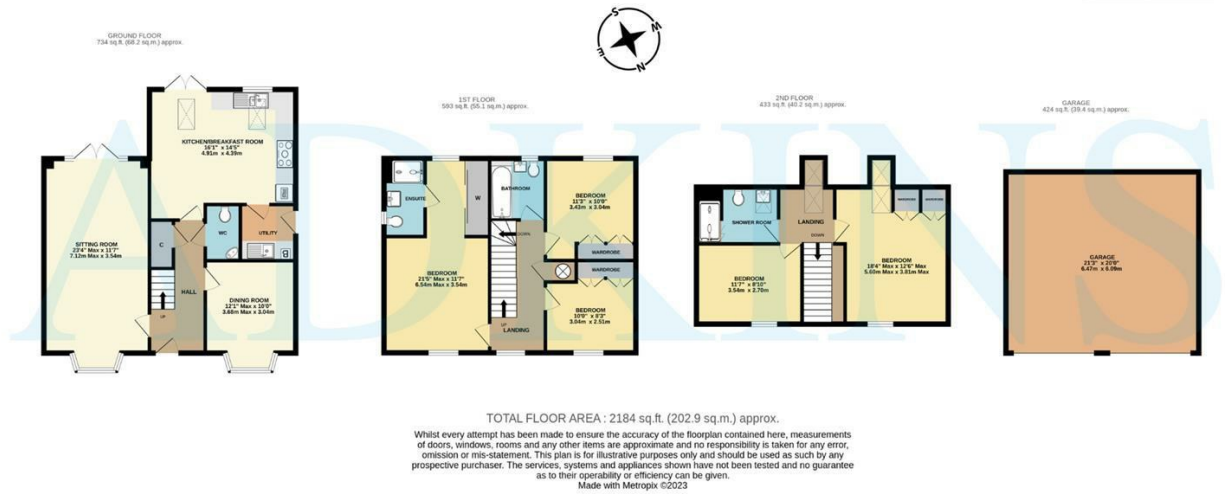 ADKINS
S
W
E
N
GROUND FLOOR
734 sq.ft. (68.2 sq.m.) approx.
KITCHEN/BREAKFAST ROOM
16'1" x 14'5"
4.91m x 4.39m
SITTING ROOM
23'4" Max x 11'7"
7.12m Max x 3.54m
C
WC
UTILITY
HALL
UP
DINING ROOM
12'1" Max x 10'0"
3.68m Max x 3.04m
1ST FLOOR
593 sq.ft. (55.1 sq.m.) approx.
ENSUITE
W
BATHROOM
BEDROOM
11'3" x 10'0"
3.43m x 3.04m
DOWN
WARDROBE
WARDROBE
BEDROOM
21'5" Max x 11'7"
6.54m Max x 3.54m
BEDROOM
10'0" x 8'3"
3.04m x 2.51m
UP
LANDING
2ND FLOOR
433 sq.ft. (40.2 sq.m.) approx.
SHOWER ROOM
LANDING
DOWN
WARDROBE
WARDROBE
BEDROOM
18'4" Max x 12'6" Max
5.60m Max x 3.81m Max
BEDROOM
11'7" x 8'10"
3.54m x 2.70m
GARAGE
424 sq.ft. (39.4 sq.m.) approx.
GARAGE
21'3" x 20'0"
6.47m x 6.09m
TOTAL FLOOR AREA : 2184 sq.ft. (202.9 sq.m.) approx.
Whilst every attempt has been made to ensure the accuracy of the floorplan contained here, measurements
of doors, windows, rooms and any other items are approximate and no responsibility is taken for any error,
omission or mis-statement. This plan is for illustrative purposes only and should be used as such by any
prospective purchaser. The services, systems and appliances shown have not been tested and no guarantee
as to their operability or efficiency can be given.
Made with Metropix ©2023